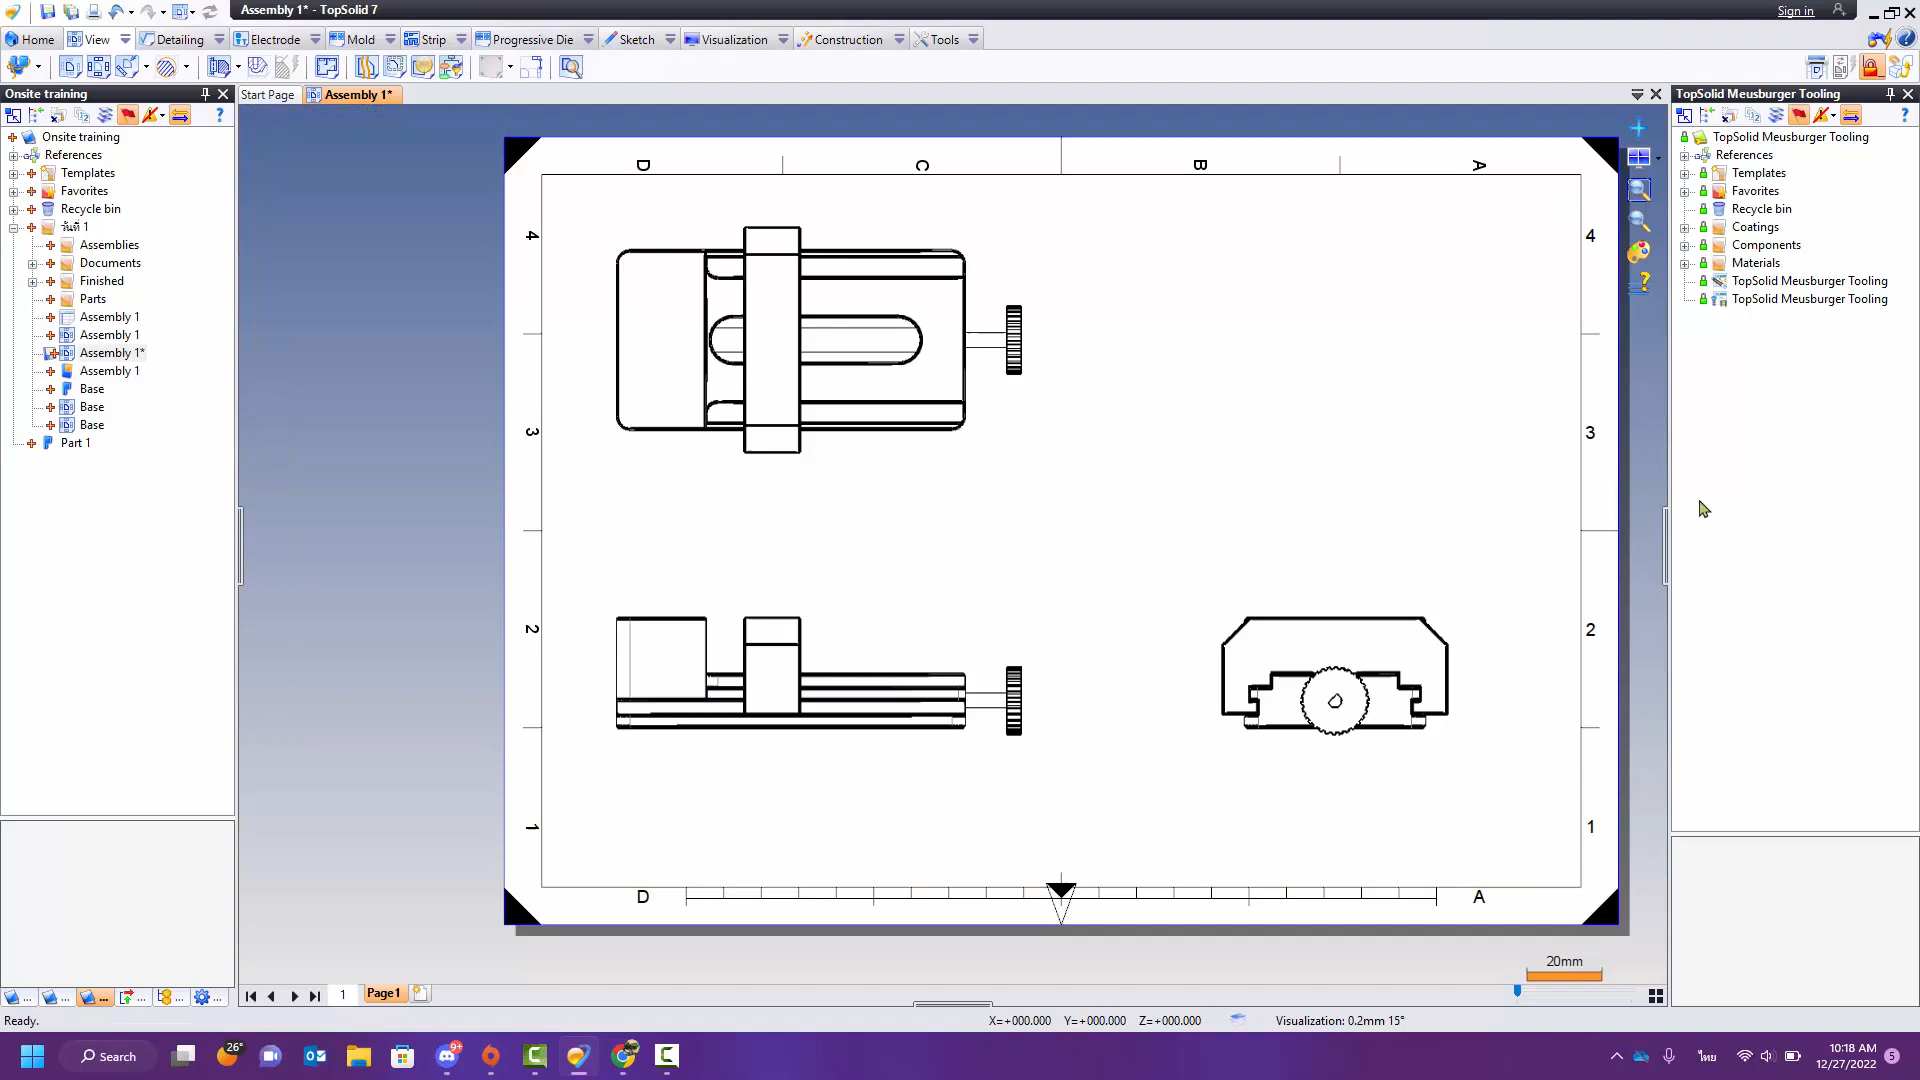 Assembly 1* - TopSolid 7
Sign in
Home
View
Detailing
Electrode
Mold
Strip
Progressive Die
Sketch
Visualization
Construction
Tools
Onsite training
Start Page
Assembly 1*
TopSolid Meusburger Tooling
Onsite training
References
Templates
Favorites
Recycle bin
วันที่ 1
Assemblies
Documents
Finished
Parts
Assembly 1
Assembly 1
Assembly 1*
Assembly 1
Base
Base
Base
Part 1
D C B A
4 4
3 3
2 2
1 1
D A
TopSolid Meusburger Tooling
References
Templates
Favorites
Recycle bin
Coatings
Components
Materials
TopSolid Meusburger Tooling
TopSolid Meusburger Tooling
20mm
1
Page1
Ready.
X=+000.000 Y=+000.000 Z=+000.000
Visualization: 0.2mm 15°
26°
Search
9+
ไทย
10:18 AM
12/27/2022
5